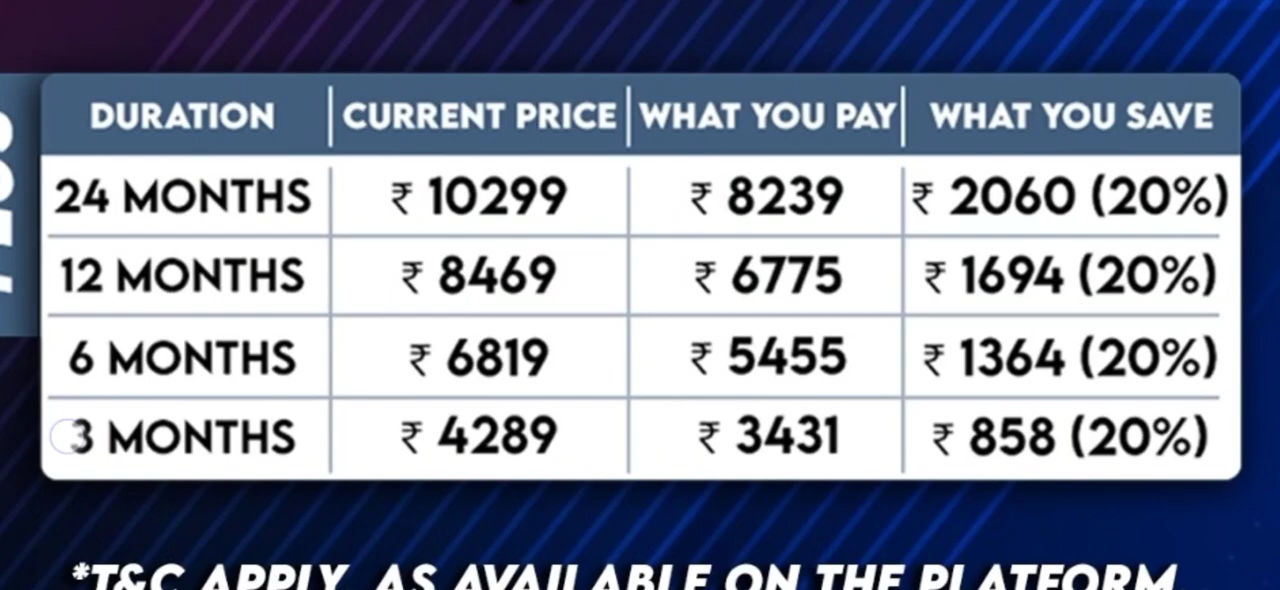 DURATION CURRENT PRICE WHAT YOU PAY WHAT YOU SAVE
24 MONTHS ₹ 10299 ₹ 8239 ₹ 2060 (20%)
12 MONTHS ₹ 8469 ₹ 6775 ₹ 1694 (20%)
6 MONTHS ₹ 6819 ₹ 5455 ₹ 1364 (20%)
3 MONTHS ₹ 4289 ₹ 3431 ₹ 858 (20%)
*T&C APPLY, AS AVAILABLE ON THE PLATFORM